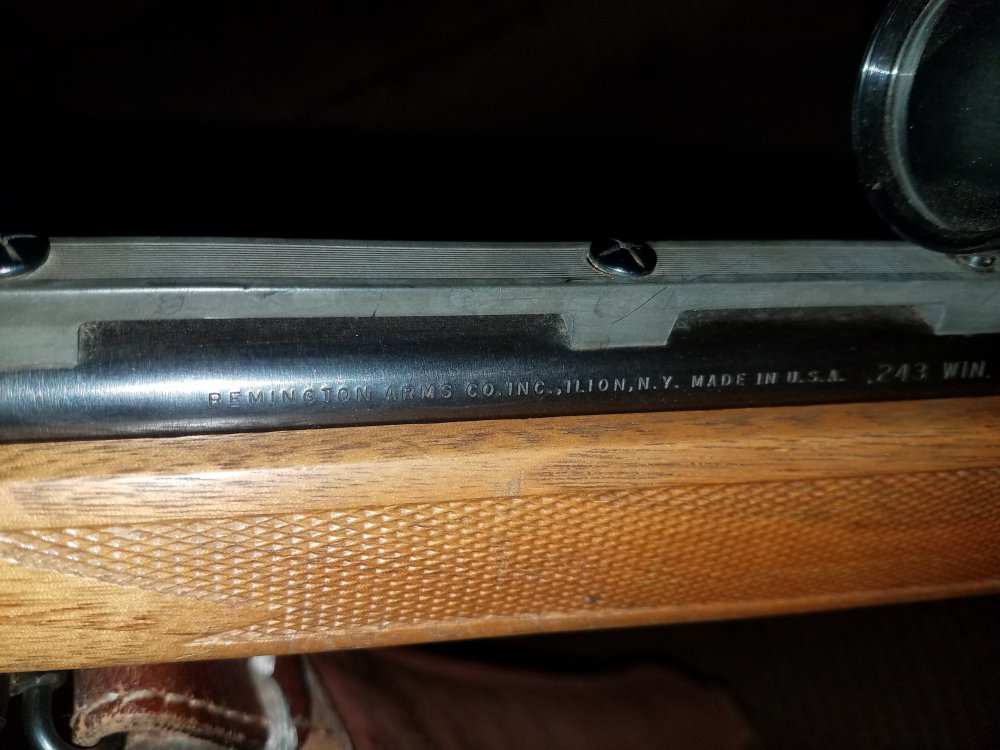 REMINGTON ARMS CO. INC., ILION, N.Y. MADE IN U.S.A. .243 WIN.